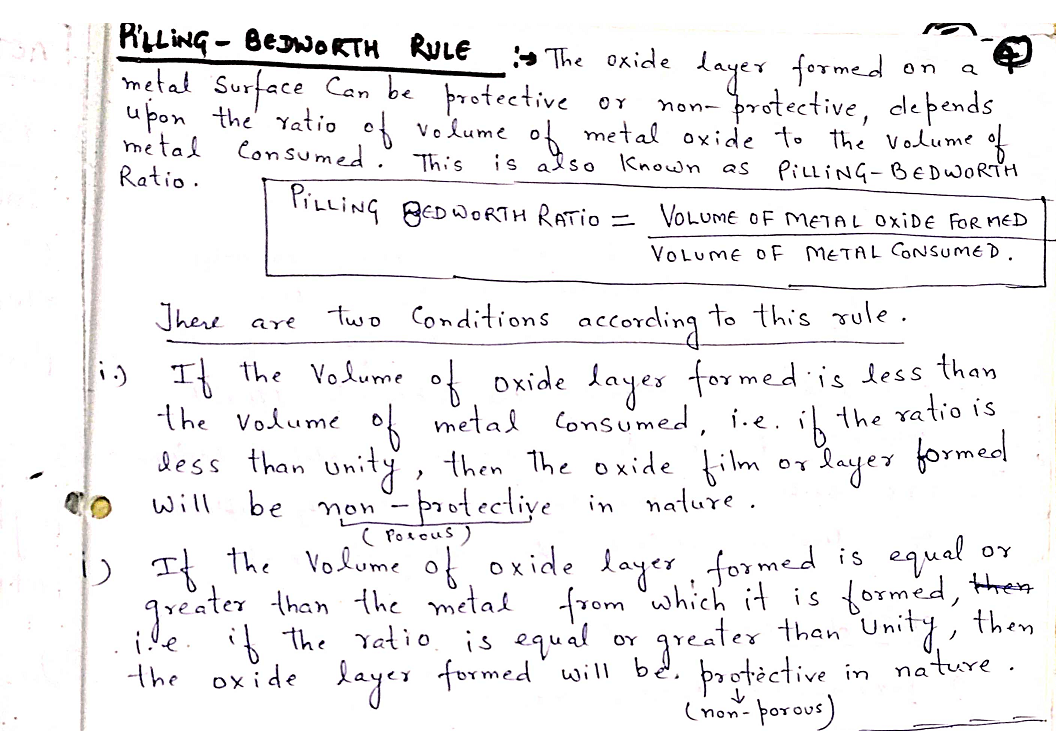 4
PiLLiNG - BEDWORTH RULE :→ The oxide layer formed on a
metal Surface Can be protective or non-protective, depends
upon the ratio of volume of metal oxide to the volume of
metal Consumed. This is also Known as PiLLiNG-BEDWORTH
Ratio.
PiLLiNG BEDWORTH RATiO = VOLUME OF METAL OXiDE FORMED
VOLUME OF METAL CONSUMED.
There are two Conditions according to this rule.
i.) If the Volume of oxide layer formed is less than
the volume of metal Consumed, i.e. if the ratio is
less than unity, then The oxide film or layer formed
will be non-protective in nature.
(Porous)
i) If the Volume of oxide layer formed is equal or
greater than the metal from which it is formed, then
i.e. if the ratio is equal or greater than Unity, then
the oxide layer formed will be. protective in nature.
↓
(non-porous)